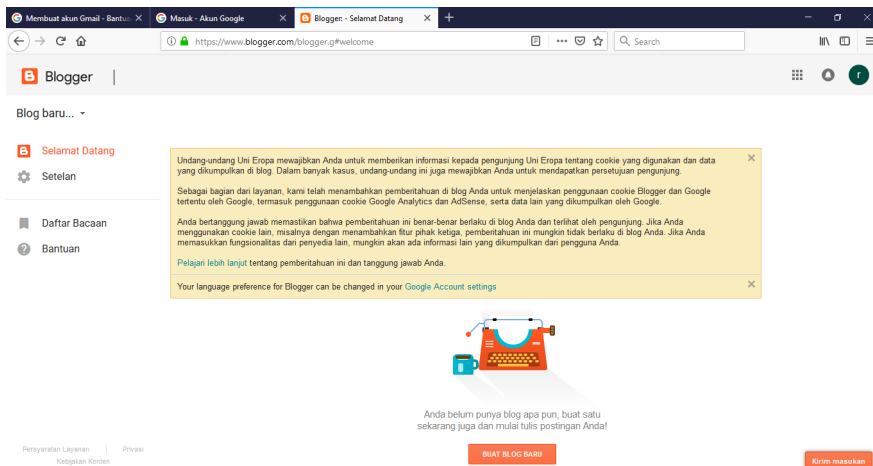 Membuat akun Gmail - Bantua
Masuk - Akun Google
Blogger: - Selamat Datang
https://www.blogger.com/blogger.g#welcome
Search
Blogger
r
Blog baru...
Selamat Datang
Setelan
Daftar Bacaan
Bantuan
Undang-undang Uni Eropa mewajibkan Anda untuk memberikan informasi kepada pengunjung Uni Eropa tentang cookie yang digunakan dan data
yang dikumpulkan di blog. Dalam banyak kasus, undang-undang ini juga mewajibkan Anda untuk mendapatkan persetujuan pengunjung.
Sebagai bagian dari layanan, kami telah menambahkan pemberitahuan di blog Anda untuk menjelaskan penggunaan cookie Blogger dan Google
tertentu oleh Google, termasuk penggunaan cookie Google Analytics dan AdSense, serta data lain yang dikumpulkan oleh Google.
Anda bertanggung jawab memastikan bahwa pemberitahuan ini benar-benar berlaku di blog Anda dan terlihat oleh pengunjung. Jika Anda
menggunakan cookie lain, misalnya dengan menambahkan fitur pihak ketiga, pemberitahuan ini mungkin tidak berlaku di blog Anda. Jika Anda
memasukkan fungsionalitas dari penyedia lain, mungkin akan ada informasi lain yang dikumpulkan dari pengguna Anda.
Pelajari lebih lanjut tentang pemberitahuan ini dan tanggung jawab Anda.
Your language preference for Blogger can be changed in your Google Account settings
Anda belum punya blog apa pun, buat satu
sekarang juga dan mulai tulis postingan Anda!
BUAT BLOG BARU
Persyaratan Layanan | Privasi
Kebijakan Konten
Kirim masukan